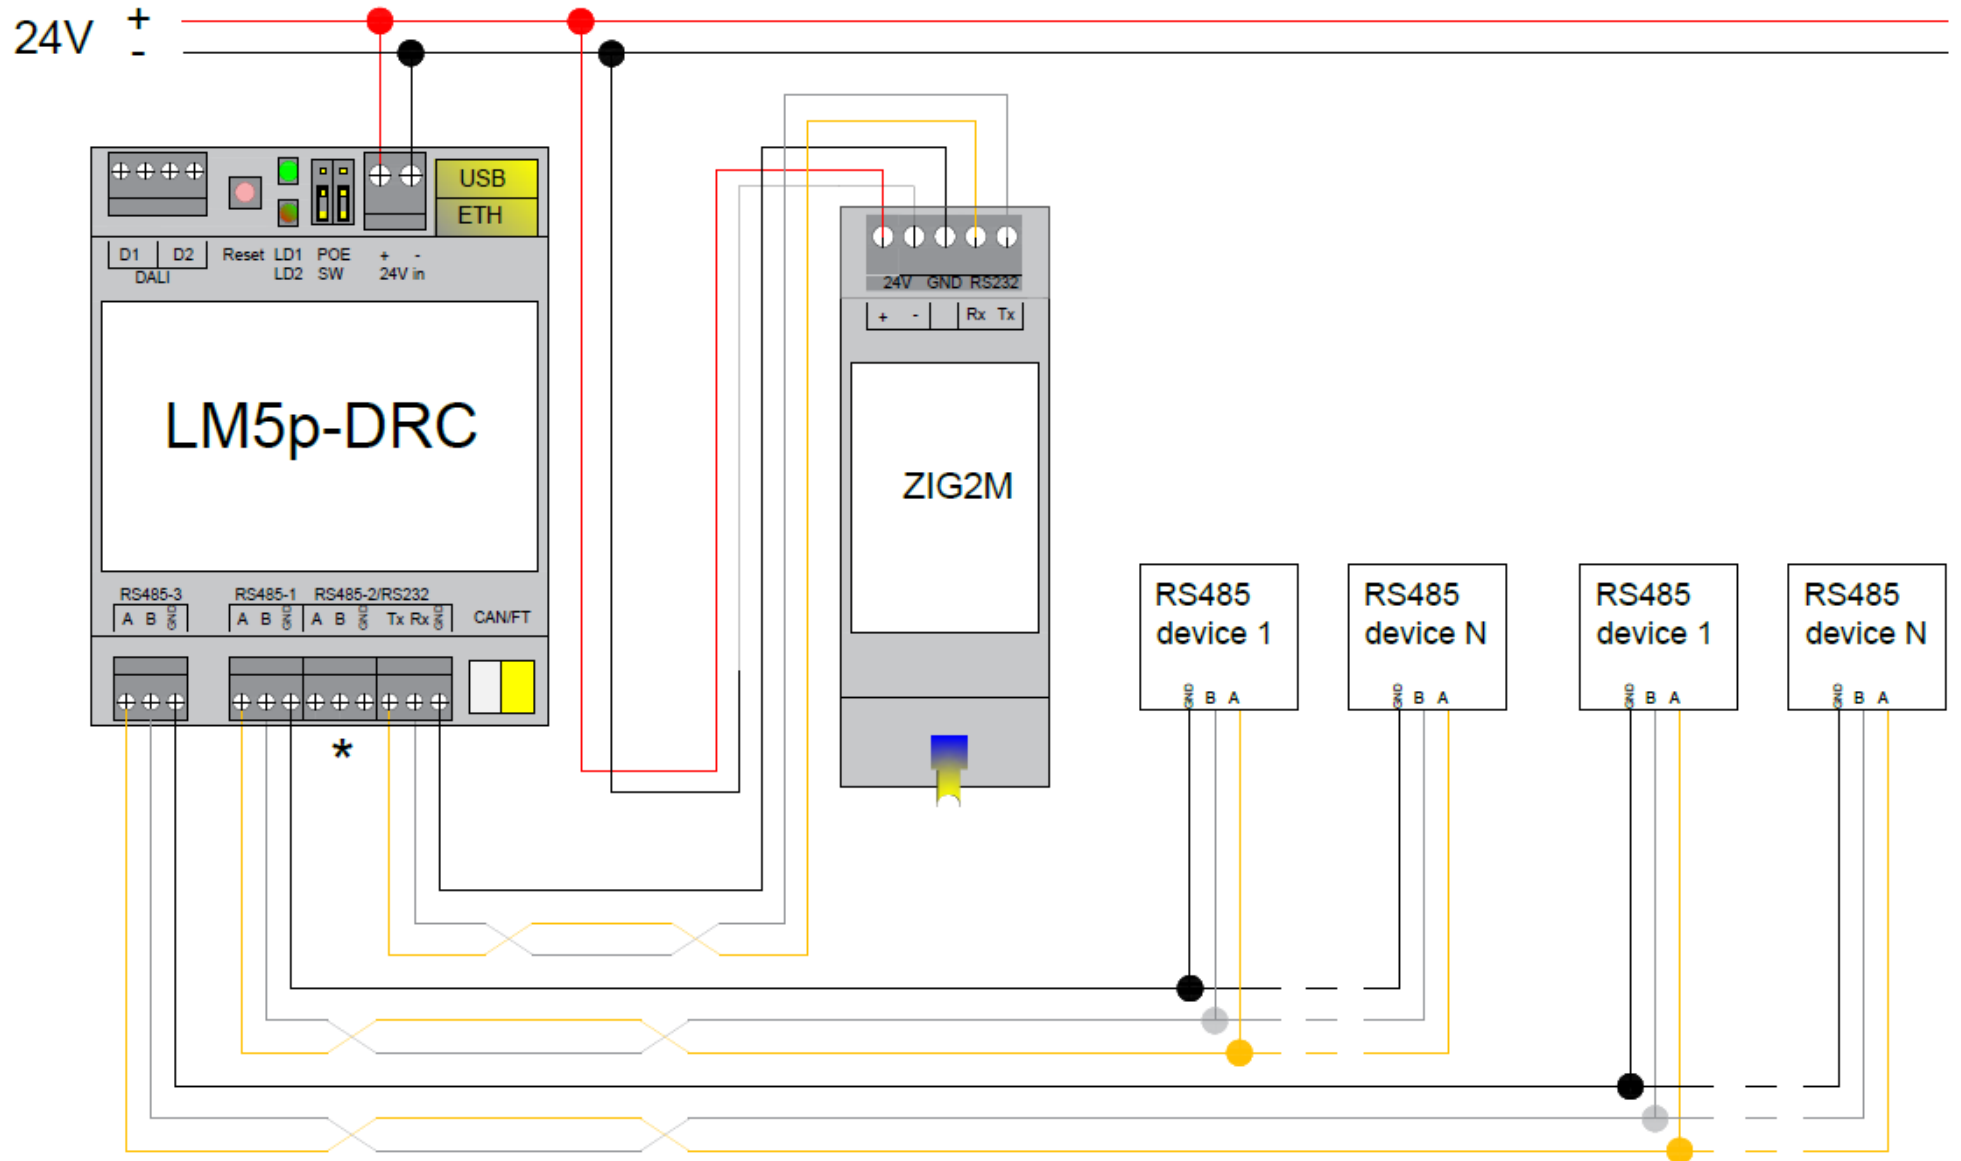 24V + -
USB
ETH
D1 D2 Reset LD1 POE + -
DALI LD2 SW 24V in
24V GND RS232
+ - Rx Tx
LM5p-DRC
ZIG2M
RS485-3 RS485-1 RS485-2/RS232
A B GND A B GND A B GND Tx Rx GND CAN/FT
*
RS485
device 1
GND B A
RS485
device N
GND B A
RS485
device 1
GND B A
RS485
device N
GND B A